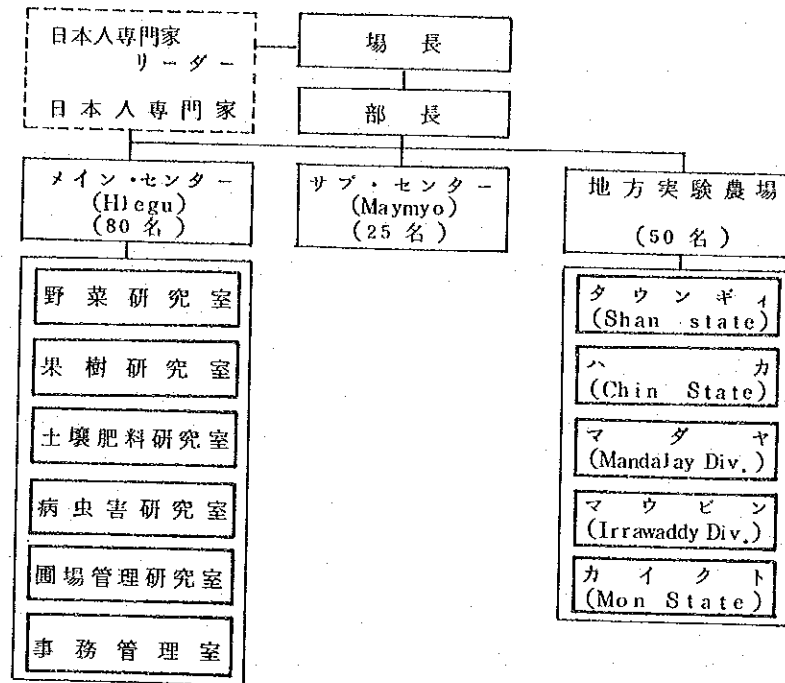 日本人専門家
リーダー
日本人専門家
場長
部長
メイン・センター
(Hlegu)
(80名)
サブ・センター
(Maymyo)
(25名)
地方実験農場
(50名)
野菜研究室
果樹研究室
土壌肥料研究室
病虫害研究室
圃場管理研究室
事務管理室
タウンギィ
(Shan state)
ハカ
(Chin State)
マダヤ
(Mandalay Div.)
マウビン
(Irrawaddy Div.)
カイクト
(Mon State)